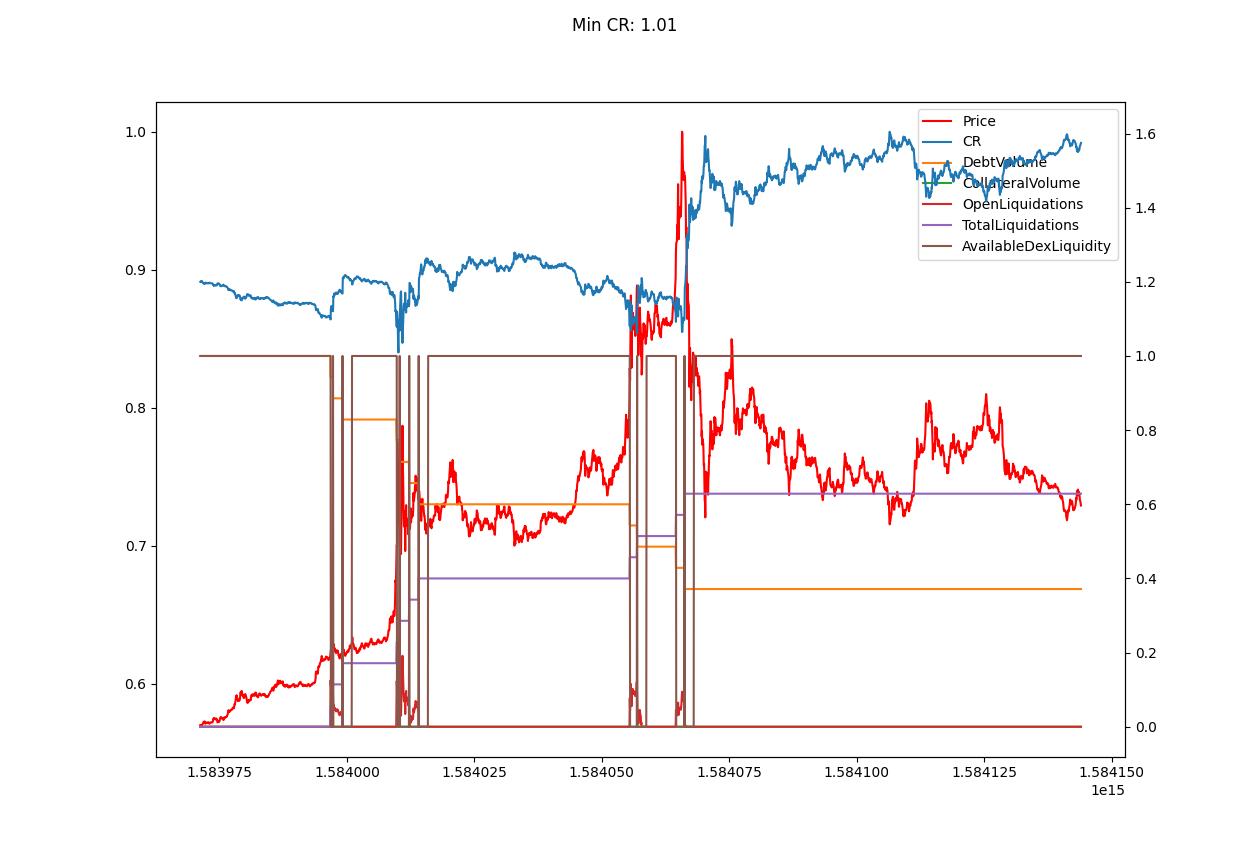 Min CR: 1.01
1.0
0.9
0.8
0.7
0.6
1.6
1.4
1.2
1.0
0.8
0.6
0.4
0.2
0.0
Price
CR
DebtVolume
CollateralVolume
OpenLiquidations
TotalLiquidations
AvailableDexLiquidity
1.583975 1.584000 1.584025 1.584050 1.584075 1.584100 1.584125 1.584150
1e15